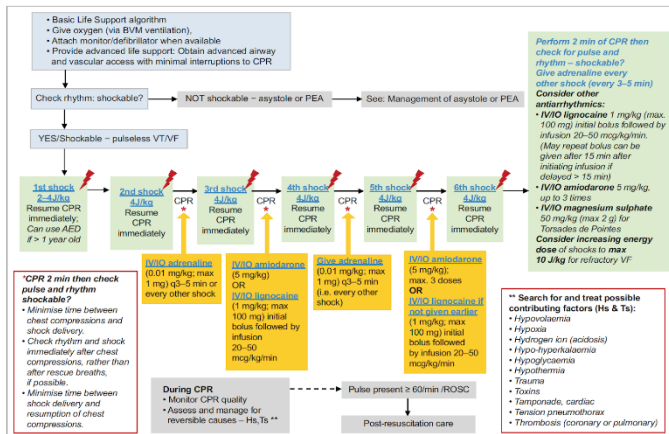 • Basic Life Support algorithm
• Give oxygen (via BVM ventilation),
• Attach monitor/defibrillator when available
• Provide advanced life support: Obtain advanced airway
and vascular access with minimal interruptions to CPR
Check rhythm: shockable?
NOT shockable – asystole or PEA
See: Management of asystole or PEA
YES/Shockable – pulseless VT/VF
1st shock
2–4J/kg
Resume CPR
immediately;
Can use AED
if > 1 year old
2nd shock
4J/kg
Resume
CPR
immediately
CPR
*
3rd shock
4J/kg
Resume
CPR
immediately
CPR
*
4th shock
4J/kg
Resume
CPR
immediately
CPR
*
5th shock
4J/kg
Resume
CPR
immediately
CPR
*
6th shock
4J/kg
Resume
CPR
immediately
Perform 2 min of CPR then
check for pulse and
rhythm – shockable?
Give adrenaline every
other shock (every 3–5 min)
Consider other
antiarrhythmics:
• IV/IO lignocaine 1 mg/kg (max.
100 mg) initial bolus followed by
infusion 20–50 mcg/kg/min.
(May repeat bolus can be
given after 15 min after
initiating infusion if
delayed > 15 min)
• IV/IO amiodarone 5 mg/kg,
up to 3 times
• IV/IO magnesium sulphate
50 mg/kg (max 2 g) for
Torsades de Pointes
Consider increasing energy
dose of shocks to max
10 J/kg for refractory VF
IV/IO adrenaline
(0.01 mg/kg; max
1 mg) q3–5 min or
every other shock
IV/IO amiodarone
(5 mg/kg)
OR
IV/IO lignocaine
(1 mg/kg; max
100 mg) initial bolus
followed by
infusion
20–50
mcg/kg/min
Give adrenaline
(0.01 mg/kg; max
1 mg) q3–5 min
(i.e. every other
shock)
IV/IO amiodarone
(5 mg/kg);
max. 3 doses
OR
IV/IO lignocaine if
not given earlier
(1 mg/kg; max
100 mg) initial bolus
followed by
infusion 20–50
mcg/kg/min
*CPR 2 min then check
pulse and rhythm
shockable?
• Minimise time between
chest compressions and
shock delivery.
• Check rhythm and shock
immediately after chest
compressions, rather than
after rescue breaths,
if possible.
• Minimise time between
shock delivery and
resumption of chest
compressions.
During CPR
• Monitor CPR quality
• Assess and manage for
reversible causes – Hs,Ts **
Pulse present ≥ 60/min /ROSC
Post-resuscitation care
** Search for and treat possible
contributing factors (Hs & Ts):
• Hypovolaemia
• Hypoxia
• Hydrogen ion (acidosis)
• Hypo-hyperkalaemia
• Hypoglycaemia
• Hypothermia
• Trauma
• Toxins
• Tamponade, cardiac
• Tension pneumothorax
• Thrombosis (coronary or pulmonary)